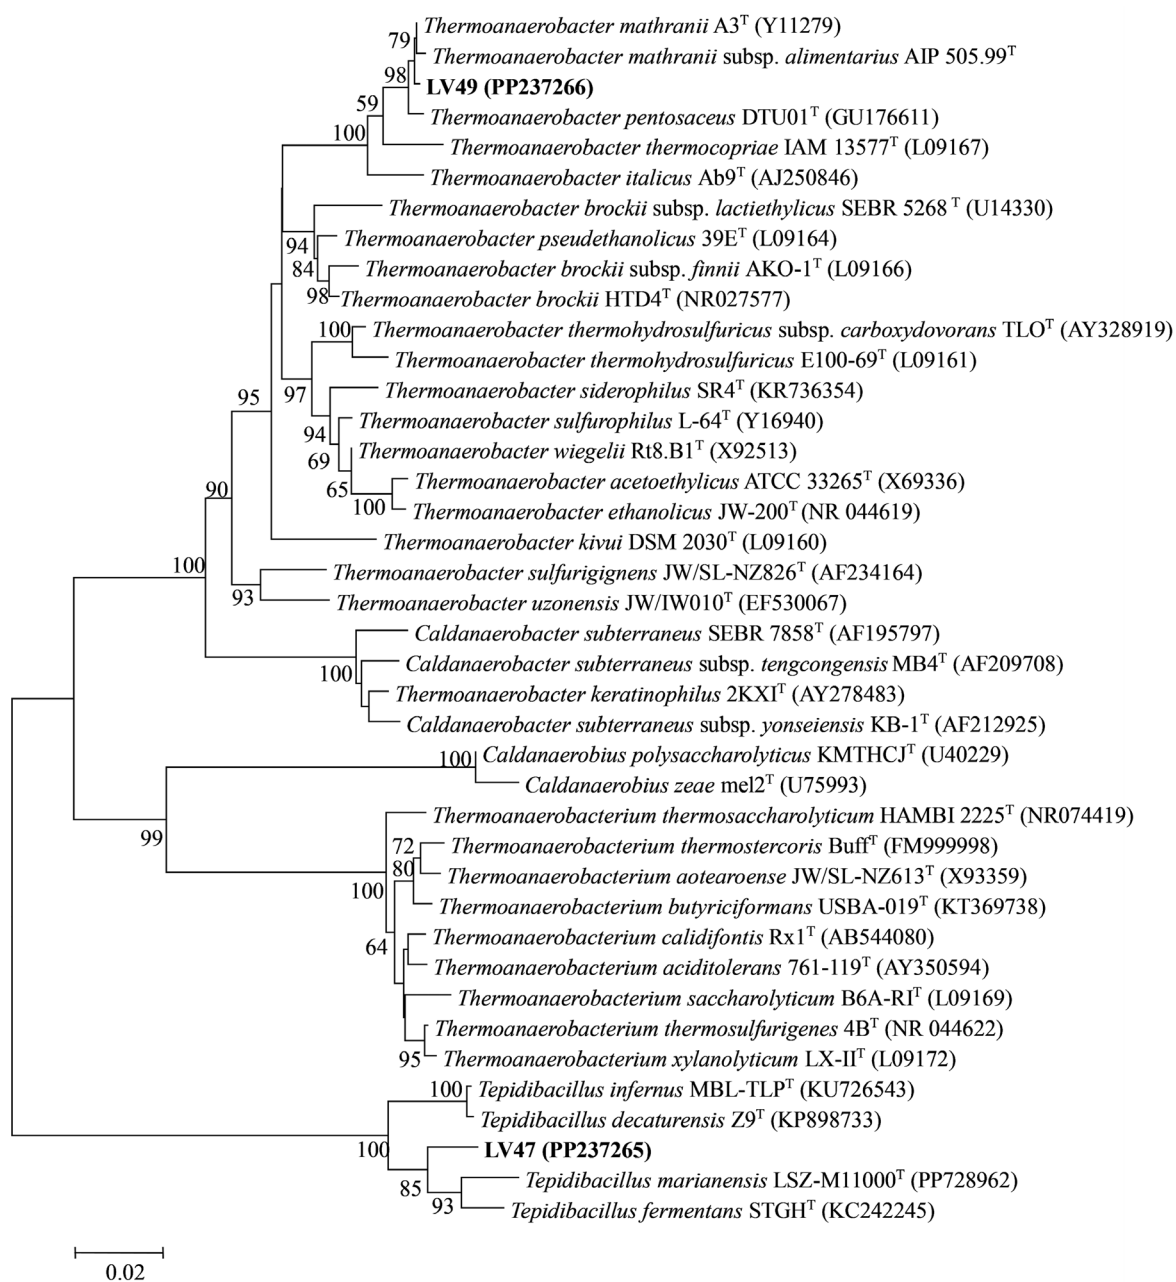 Thermoanaerobacter mathranii A3ᵀ (Y11279)
79
Thermoanaerobacter mathranii subsp. alimentarius AIP 505.99ᵀ
98
LV49 (PP237266)
59
Thermoanaerobacter pentosaceus DTU01ᵀ (GU176611)
100
Thermoanaerobacter thermocopriae IAM 13577ᵀ (L09167)
Thermoanaerobacter italicus Ab9ᵀ (AJ250846)
Thermoanaerobacter brockii subsp. lactiethylicus SEBR 5268 ᵀ (U14330)
94
Thermoanaerobacter pseudethanolicus 39Eᵀ (L09164)
84
Thermoanaerobacter brockii subsp. finnii AKO-1ᵀ (L09166)
98
Thermoanaerobacter brockii HTD4ᵀ (NR027577)
100
Thermoanaerobacter thermohydrosulfuricus subsp. carboxydovorans TLOᵀ (AY328919)
Thermoanaerobacter thermohydrosulfuricus E100-69ᵀ (L09161)
97
95
Thermoanaerobacter siderophilus SR4ᵀ (KR736354)
Thermoanaerobacter sulfurophilus L-64ᵀ (Y16940)
94
Thermoanaerobacter wiegelii Rt8.B1ᵀ (X92513)
69
Thermoanaerobacter acetoethylicus ATCC 33265ᵀ (X69336)
65
90
100
Thermoanaerobacter ethanolicus JW-200ᵀ (NR 044619)
Thermoanaerobacter kivui DSM 2030ᵀ (L09160)
100
Thermoanaerobacter sulfurigignens JW/SL-NZ826ᵀ (AF234164)
93
Thermoanaerobacter uzonensis JW/IW010ᵀ (EF530067)
Caldanaerobacter subterraneus SEBR 7858ᵀ (AF195797)
100
Caldanaerobacter subterraneus subsp. tengcongensis MB4ᵀ (AF209708)
Thermoanaerobacter keratinophilus 2KXIᵀ (AY278483)
Caldanaerobacter subterraneus subsp. yonseiensis KB-1ᵀ (AF212925)
100
Caldanaerobius polysaccharolyticus KMTHCJᵀ (U40229)
Caldanaerobius zeae mel2ᵀ (U75993)
99
Thermoanaerobacterium thermosaccharolyticum HAMBI 2225ᵀ (NR074419)
72
Thermoanaerobacterium thermostercoris Buffᵀ (FM999998)
80
Thermoanaerobacterium aotearoense JW/SL-NZ613ᵀ (X93359)
100
Thermoanaerobacterium butyriciformans USBA-019ᵀ (KT369738)
Thermoanaerobacterium calidifontis Rx1ᵀ (AB544080)
64
Thermoanaerobacterium aciditolerans 761-119ᵀ (AY350594)
Thermoanaerobacterium saccharolyticum B6A-RIᵀ (L09169)
Thermoanaerobacterium thermosulfurigenes 4Bᵀ (NR 044622)
95
Thermoanaerobacterium xylanolyticum LX-IIᵀ (L09172)
100
Tepidibacillus infernus MBL-TLPᵀ (KU726543)
Tepidibacillus decaturensis Z9ᵀ (KP898733)
100
LV47 (PP237265)
85
Tepidibacillus marianensis LSZ-M11000ᵀ (PP728962)
93
Tepidibacillus fermentans STGHᵀ (KC242245)
0.02